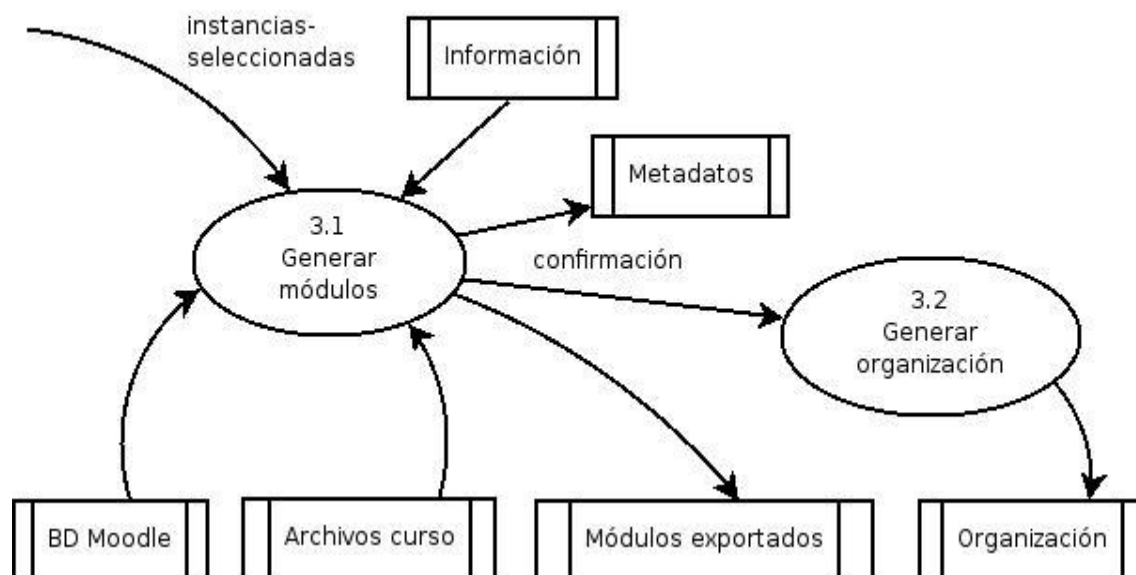 instancias-
seleccionadas
Información
Metadatos
3.1
Generar
módulos
confirmación
3.2
Generar
organización
BD Moodle
Archivos curso
Módulos exportados
Organización